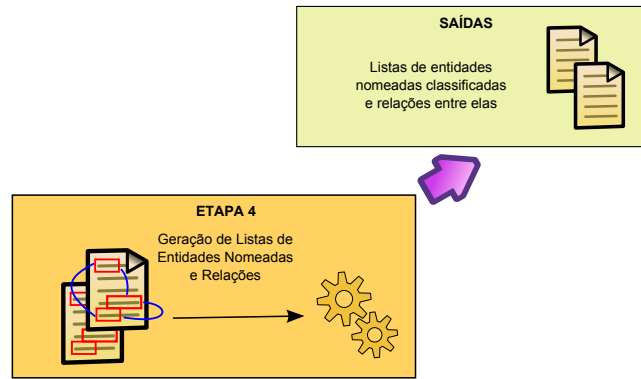 SAÍDAS
Listas de entidades
nomeadas classificadas
e relações entre elas
ETAPA 4
Geração de Listas de
Entidades Nomeadas
e Relações